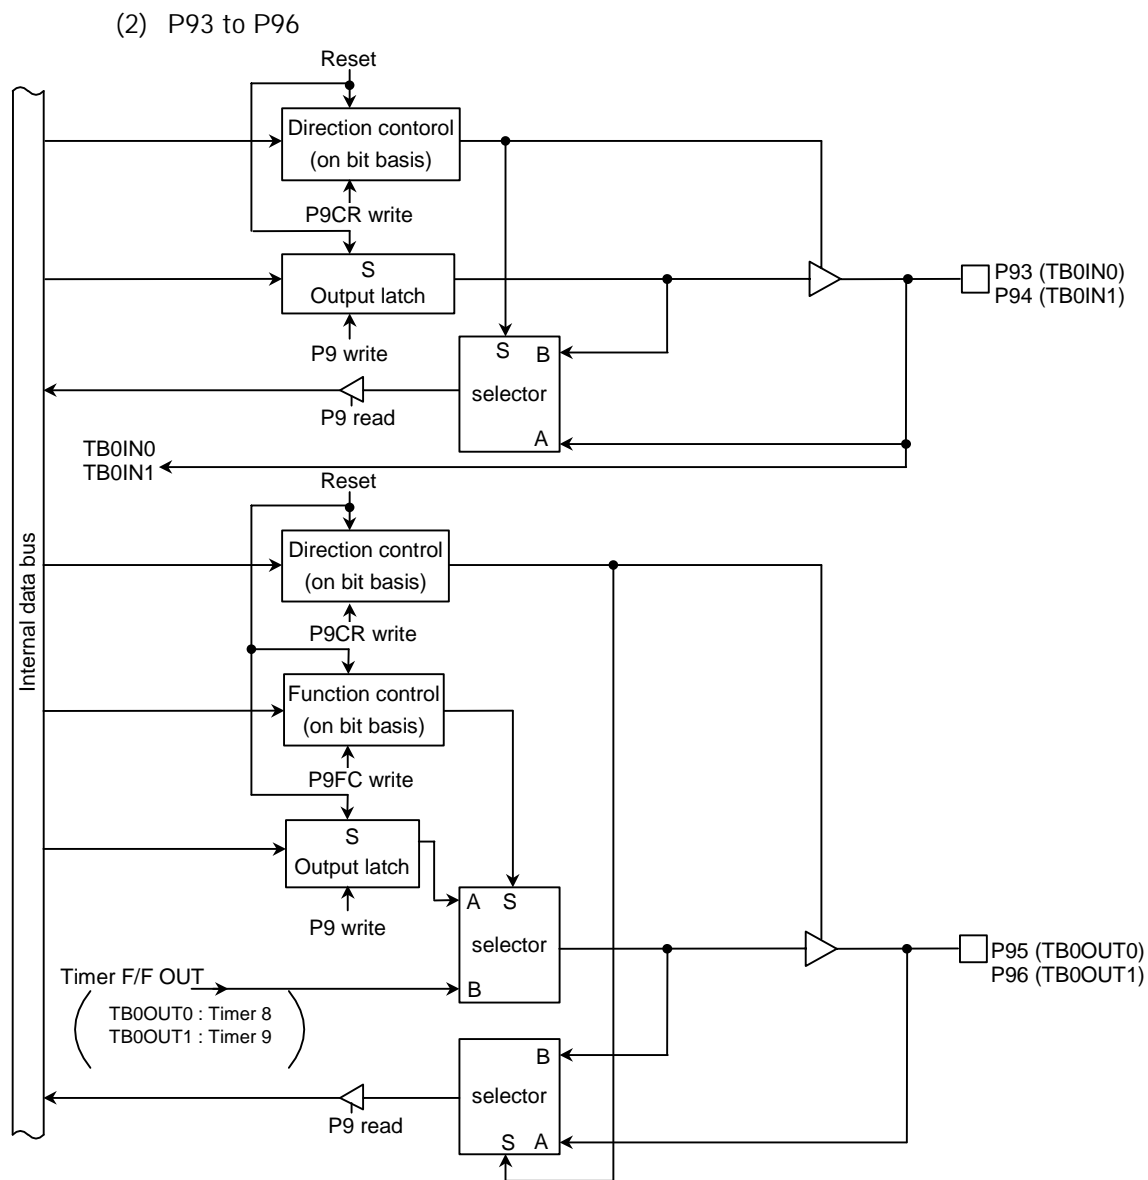 (2) P93 to P96
Reset
Direction contorol
(on bit basis)
P9CR write
S
Output latch
P9 write
P93 (TB0IN0)
P94 (TB0IN1)
S B
selector
A
P9 read
TB0IN0
TB0IN1
Reset
Internal data bus
Direction control
(on bit basis)
P9CR write
Function control
(on bit basis)
P9FC write
S
Output latch
P9 write
A S
selector
B
P95 (TB0OUT0)
P96 (TB0OUT1)
Timer F/F OUT
TB0OUT0 : Timer 8
TB0OUT1 : Timer 9
B
selector
S A
P9 read